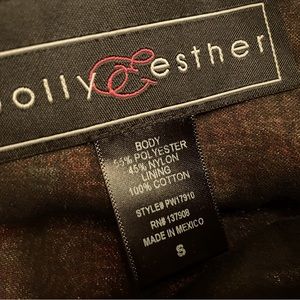 olly & esther
BODY
55% POLYESTER
45% NYLON
LINING
100% COTTON
STYLE# PW17910
RN# 137908
MADE IN MEXICO
S